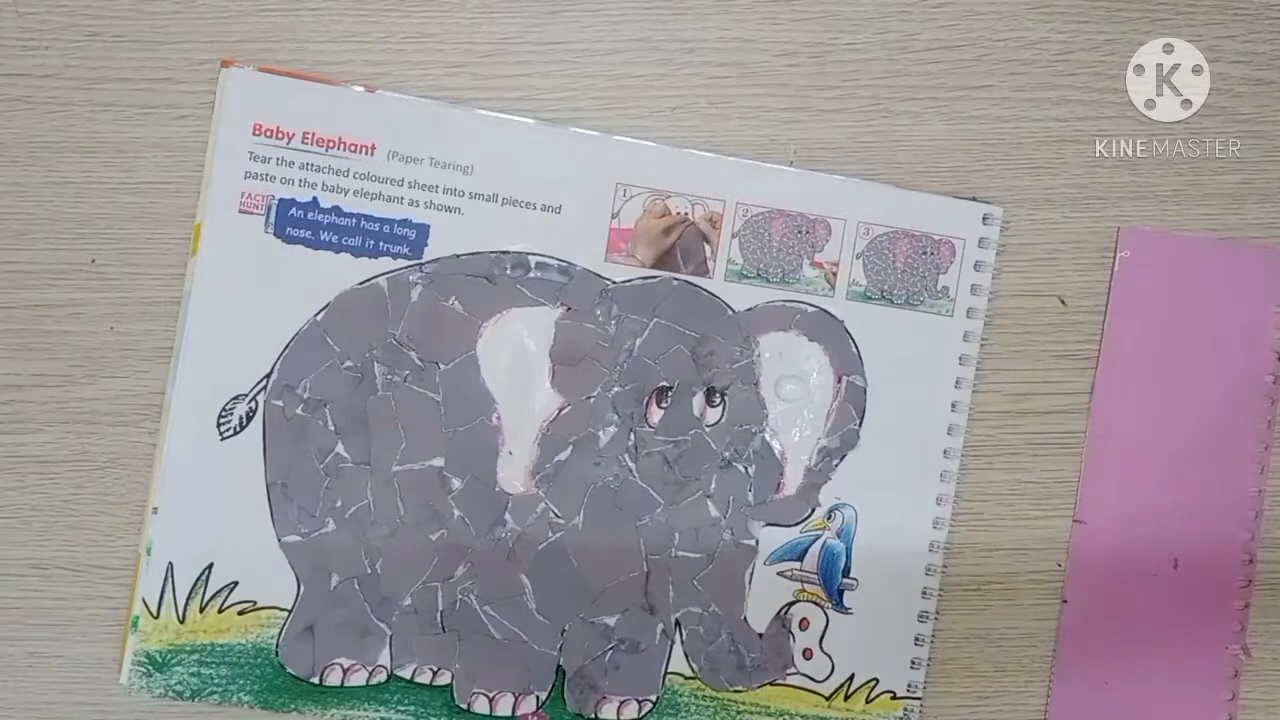 Baby Elephant (Paper Tearing)
Tear the attached coloured sheet into small pieces and
paste on the baby elephant as shown.
FACT
HUNT
An elephant has a long
nose. We call it trunk.
1
2
3
K
KINEMASTER